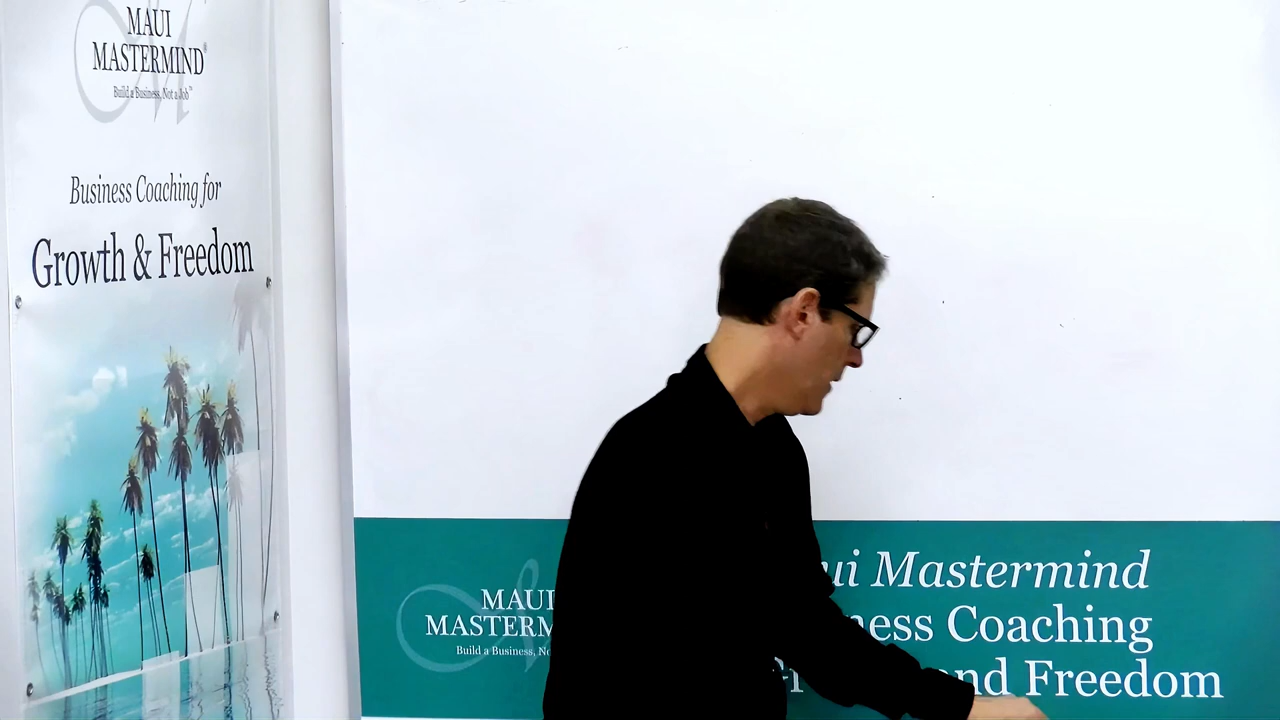 MAUI
MASTERMIND®
Build a Business, Not a Job™
Business Coaching for
Growth & Freedom
MAUI
MASTERM
Build a Business, No
ui Mastermind
ness Coaching
nd Freedom